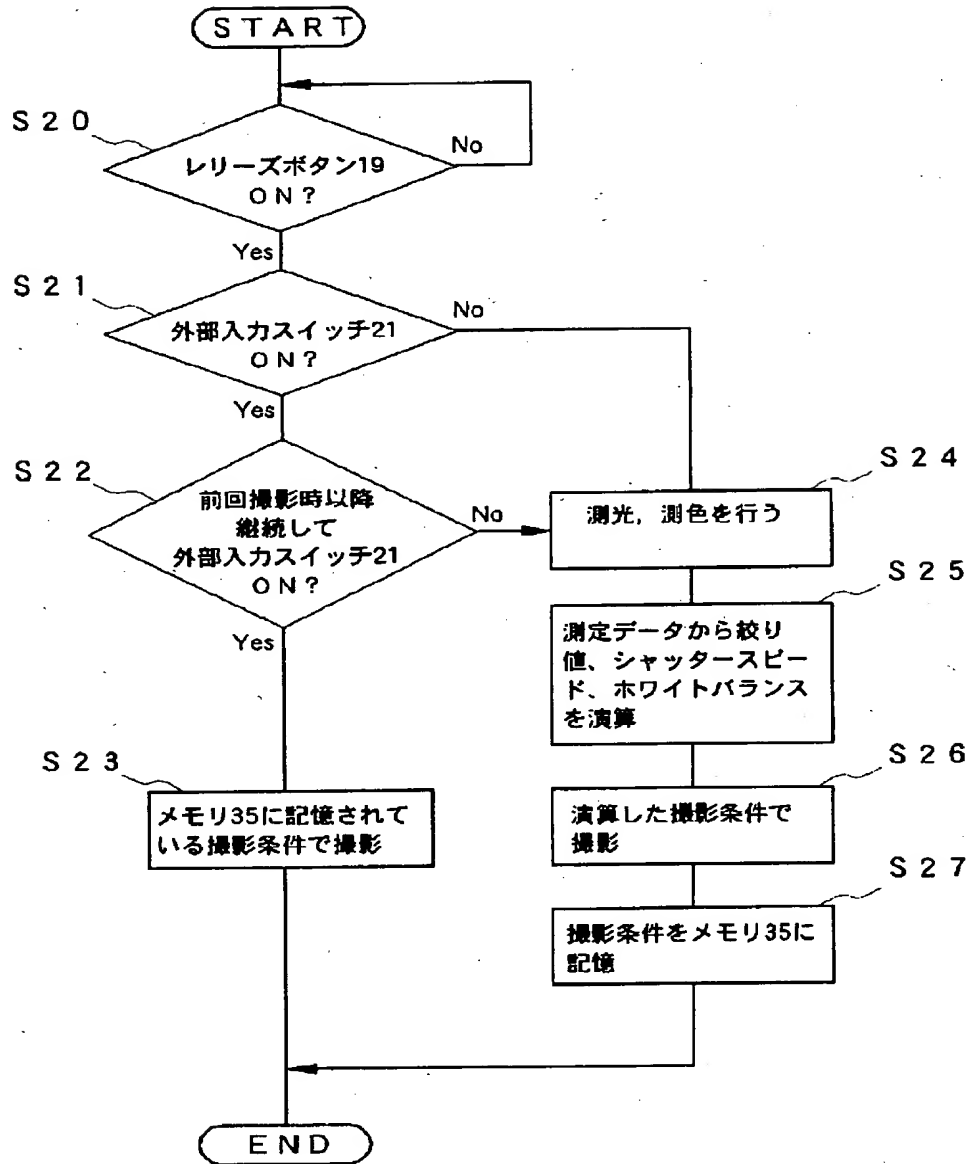 START
S20
レリーズボタン19
ON?
No
Yes
S21
外部入力スイッチ21
ON?
No
Yes
S22
前回撮影時以降
継続して
外部入力スイッチ21
ON?
No
Yes
S24
測光,測色を行う
S25
測定データから絞り
値、シャッタースピー
ド、ホワイトバランス
を演算
S23
メモリ35に記憶されて
いる撮影条件で撮影
S26
演算した撮影条件で
撮影
S27
撮影条件をメモリ35に
記憶
END